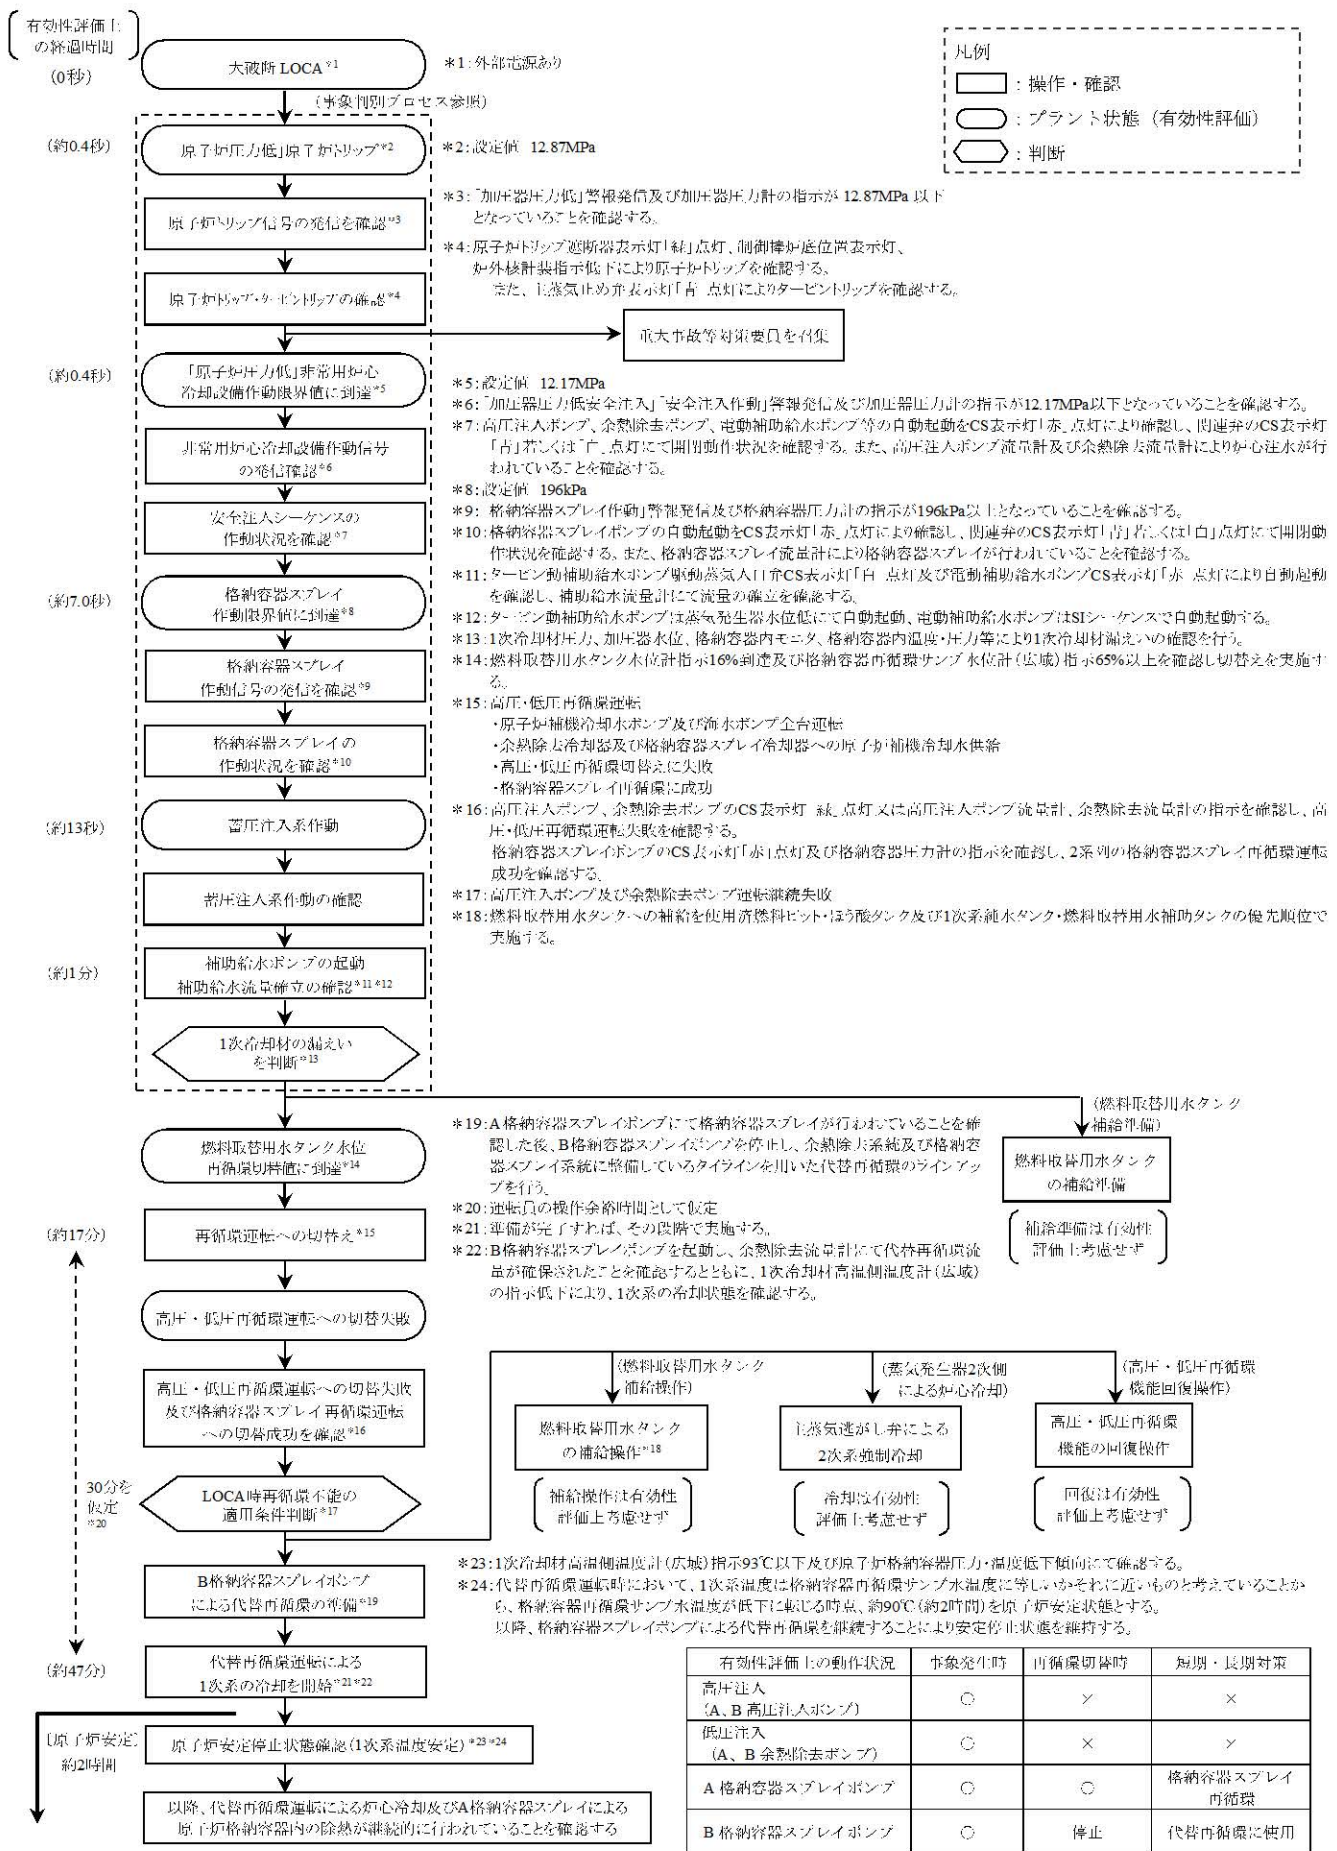 有効性評価上
の経過時間
(0秒)
大破断 LOCA *1
*1:外部電源あり
凡例
:操作・確認
:プラント状態(有効性評価)
:判断
(事象判別プロセス参照)
(約0.4秒)
原子炉圧力低」原子炉トリップ*2
*2:設定値 12.87MPa
原子炉トリップ信号の発信を確認*3
*3:「加圧器圧力低」警報発信及び加圧器圧力計の指示が 12.87MPa 以下
となっていることを確認する。
原子炉トリップ・タービントリップの確認*4
*4:原子炉トリップ遮断器表示灯「緑」点灯、制御棒炉底位置表示灯、
炉外核計装指示低下により原子炉トリップを確認する。
また、主蒸気止め弁表示灯「青」点灯によりタービントリップを確認する。
重大事故等対策要員を召集
(約0.4秒)
「原子炉圧力低」非常用炉心
冷却設備作動限界値に到達*5
*5:設定値 12.17MPa
*6:「加圧器圧力低安全注入」「安全注入作動」警報発信及び加圧器圧力計の指示が12.17MPa以下となっていることを確認する。
*7:高圧注入ポンプ、余熱除去ポンプ、電動補助給水ポンプ等の自動起動をCS表示灯「赤」点灯により確認し、関連弁のCS表示灯
「青」若しくは「白」点灯にて開閉動作状況を確認する。また、高圧注入ポンプ流量計及び余熱除去流量計により炉心注水が行
われていることを確認する。
非常用炉心冷却設備作動信号
の発信確認*6
*8:設定値 196kPa
*9:「格納容器スプレイ作動」警報発信及び格納容器圧力計の指示が196kPa以上となっていることを確認する。
安全注入シーケンスの
作動状況を確認*7
*10:格納容器スプレイポンプの自動起動をCS表示灯「赤」点灯により確認し、関連弁のCS表示灯「青」若しくは「白」点灯にて開閉動
作状況を確認する。また、格納容器スプレイ流量計により格納容器スプレイが行われていることを確認する。
*11:タービン動補助給水ポンプ駆動蒸気入口弁CS表示灯「白」点灯及び電動補助給水ポンプCS表示灯「赤」点灯により自動起動
を確認し、補助給水流量計にて流量の確立を確認する。
(約7.0秒)
格納容器スプレイ
作動限界値に到達*8
*12:タービン動補助給水ポンプは蒸気発生器水位低にて自動起動、電動補助給水ポンプはSIシーケンスで自動起動する。
*13:1次冷却材圧力、加圧器水位、格納容器内モニタ、格納容器内温度・圧力等により1次冷却材漏えいの確認を行う。
格納容器スプレイ
作動信号の発信を確認*9
*14:燃料取替用水タンク水位計指示16%到達及び格納容器再循環サンプ水位計(広域)指示65%以上を確認し切替えを実施す
る。
*15:高圧・低圧再循環運転
・原子炉補機冷却水ポンプ及び海水ポンプ全台運転
・余熱除去冷却器及び格納容器スプレイ冷却器への原子炉補機冷却水供給
・高圧・低圧再循環切替えに失敗
・格納容器スプレイ再循環に成功
格納容器スプレイの
作動状況を確認*10
(約13秒)
蓄圧注入系作動
*16:高圧注入ポンプ、余熱除去ポンプのCS表示灯「緑」点灯又は高圧注入ポンプ流量計、余熱除去流量計の指示を確認し、高
圧・低圧再循環運転失敗を確認する。
格納容器スプレイポンプのCS表示灯「赤」点灯及び格納容器圧力計の指示を確認し、2系列の格納容器スプレイ再循環運転
成功を確認する。
蓄圧注入系作動の確認
*17:高圧注入ポンプ及び余熱除去ポンプ運転継続失敗
*18:燃料取替用水タンクへの補給を使用済燃料ピット・ほう酸タンク及び1次系純水タンク・燃料取替用水補助タンクの優先順位で
実施する。
(約1分)
補助給水ポンプの起動
補助給水流量確立の確認*11 *12
1次冷却材の漏えい
を判断*13
(燃料取替用水タンク
補給準備)
燃料取替用水タンク
の補給準備
補給準備は有効性
評価上考慮せず
燃料取替用水タンク水位
再循環切替値に到達*14
*19:A格納容器スプレイポンプにて格納容器スプレイが行われていることを確
認した後、B格納容器スプレイポンプを停止し、余熱除去系統及び格納容
器スプレイ系統に整備しているタイラインを用いた代替再循環のラインアッ
プを行う。
*20:運転員の操作余裕時間として仮定
*21:準備が完了すれば、その段階で実施する。
*22:B格納容器スプレイポンプを起動し、余熱除去流量計にて代替再循環流
量が確保されたことを確認するとともに、1次冷却材高温側温度計(広域)
の指示低下により、1次系の冷却状態を確認する。
(約17分)
再循環運転への切替え*15
高圧・低圧再循環運転への切替失敗
高圧・低圧再循環運転への切替失敗
及び格納容器スプレイ再循環運転
への切替成功を確認*16
(燃料取替用水タンク
補給操作)
(蒸気発生器2次側
による炉心冷却)
(高圧・低圧再循環
機能回復操作)
燃料取替用水タンク
の補給操作*18
主蒸気逃がし弁による
2次系強制冷却
高圧・低圧再循環
機能の回復操作
補給操作は有効性
評価上考慮せず
冷却は有効性
評価上考慮せず
回復は有効性
評価上考慮せず
30分を
仮定
*20
LOCA時再循環不能の
適用条件判断*17
B格納容器スプレイポンプ
による代替再循環の準備*19
*23:1次冷却材高温側温度計(広域)指示93℃以下及び原子炉格納容器圧力・温度低下傾向にて確認する。
*24:代替再循環運転時において、1次系温度は格納容器再循環サンプ水温度に等しいかそれに近いものと考えていることか
ら、格納容器再循環サンプ水温度が低下に転じる時点、約90℃(約2時間)を原子炉安定状態とする。
以降、格納容器スプレイポンプによる代替再循環を継続することにより安定停止状態を維持する。
(約47分)
代替再循環運転による
1次系の冷却を開始*21 *22
〔原子炉安定〕
約2時間
原子炉安定停止状態確認(1次系温度安定)*23 *24
以降、代替再循環運転による炉心冷却及びA格納容器スプレイによる
原子炉格納容器内の除熱が継続的に行われていることを確認する
有効性評価上の動作状況 事象発生時 再循環切替時 短期・長期対策
高圧注入
(A、B 高圧注入ポンプ) ○ × ×
低圧注入
(A、B 余熱除去ポンプ) ○ × ×
A 格納容器スプレイポンプ ○ ○ 格納容器スプレイ
再循環
B 格納容器スプレイポンプ ○ 停止 代替再循環に使用